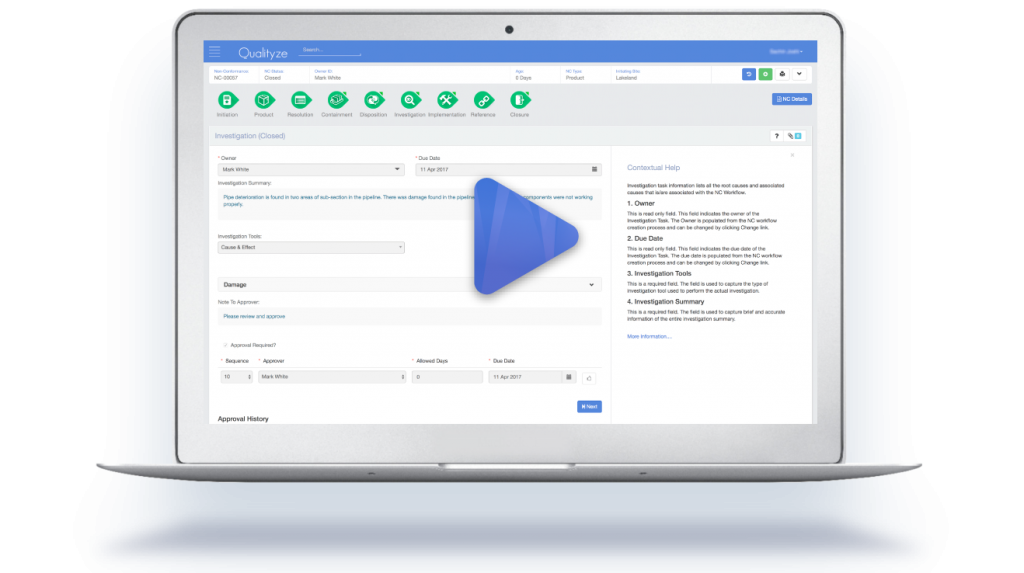 Qualityze Search...
Non-Conformance NC Status Owner ID Age NC Type Initiating Site
NC-00057 Closed Mark White 0 Days Product Lakeland
Initiation Product Resolution Containment Disposition Investigation Implementation Reference Closure
NC Details
Investigation (Closed)
* Owner * Due Date
Mark White 11 Apr 2017
Investigation Summary:
Pipe deterioration is found in two areas of sub-section in the pipeline. There was damage found in the pipeline components were not working
properly.
Investigation Tools:
Cause & Effect
Damage
Note To Approver:
Please review and approve
Approval Required?
* Sequence * Approver * Allowed Days * Due Date
10 Mark White 0 11 Apr 2017
Next
Approval History
Contextual Help
Investigation task information lists all the root causes and associated
causes that is/are associated with the NC Workflow.
1. Owner
This is read only field. This field indicates the owner of the
Investigation Task. The Owner is populated from the NC workflow
creation process and can be changed by clicking Change link.
2. Due Date
This is read only field. This field indicates the due date of the
Investigation Task. The due date is populated from the NC workflow
creation process and can be changed by clicking Change link.
3. Investigation Tools
This is a required field. The field is used to capture the type of
investigation tool used to perform the actual investigation.
4. Investigation Summary
This is a required field. The field is used to capture brief and accurate
information of the entire investigation summary.
More Information....